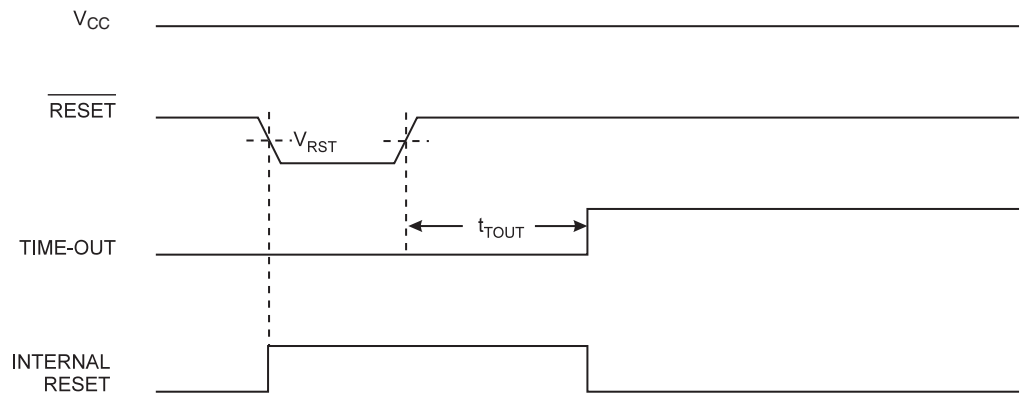 VCC
RESET
VRST
tTOUT
TIME-OUT
INTERNAL
RESET